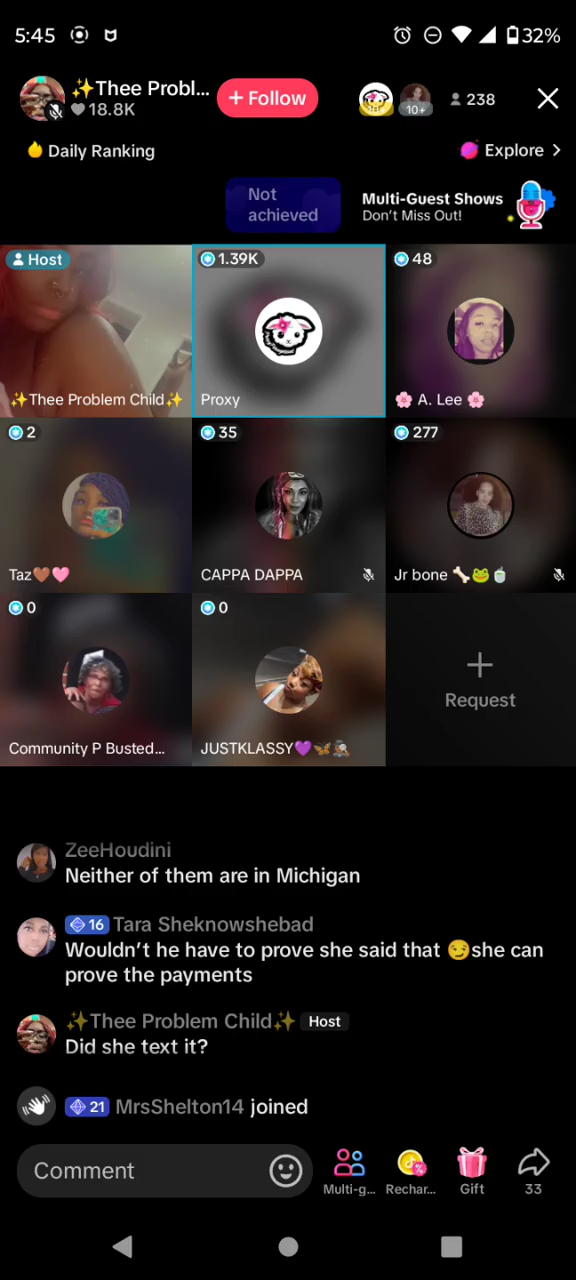 5:45
32%
✨Thee Probl...
18.8K
+ Follow
10+
238
Daily Ranking
Explore >
Not
achieved
Multi-Guest Shows
Don't Miss Out!
Host
1.39K
48
✨Thee Problem Child✨
Proxy
🌸 A. Lee 🌸
2
35
277
Taz🤎🩷
CAPPA DAPPA
Jr bone 🦴🐸🍵
0
0
Community P Busted...
JUSTKLASSY💜🦋🕵🏽‍♀️
Request
ZeeHoudini
Neither of them are in Michigan
16 Tara Sheknowshebad
Wouldn't he have to prove she said that 😏she can
prove the payments
✨Thee Problem Child✨ Host
Did she text it?
21 MrsShelton14 joined
Comment
Multi-g...
Rechar...
Gift
33